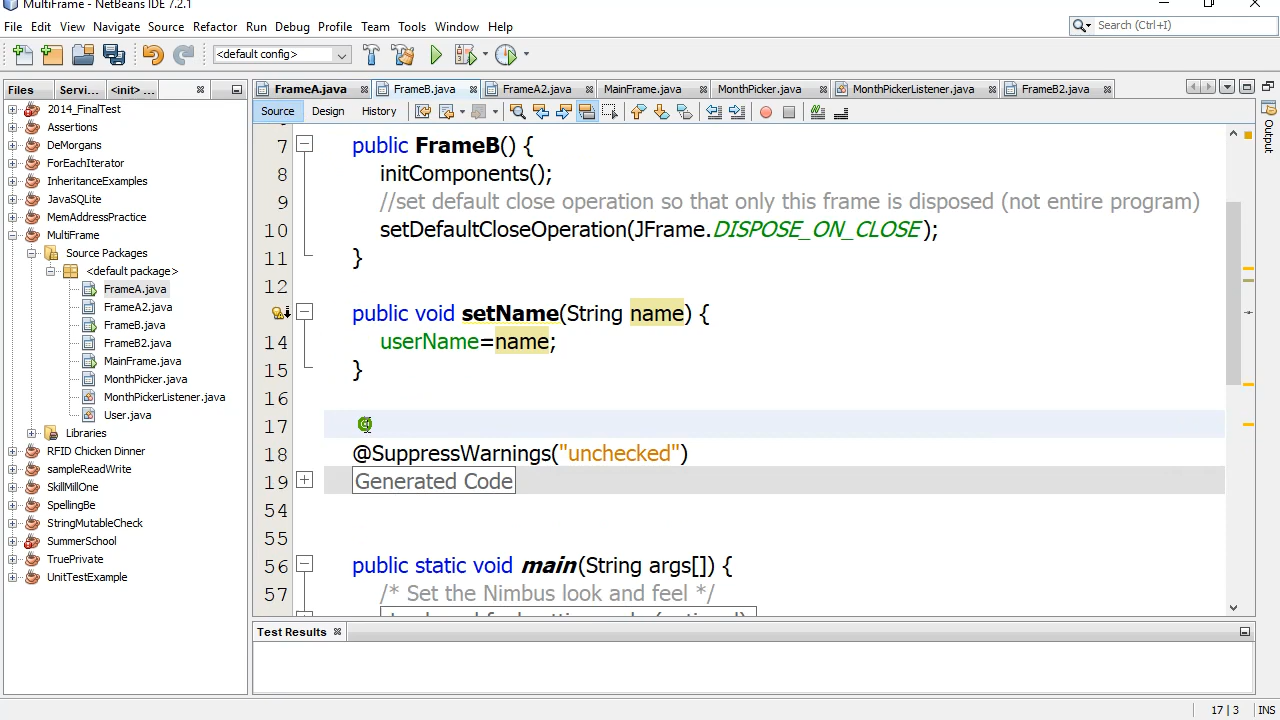 MultiFrame - NetBeans IDE 7.2.1
File Edit View Navigate Source Refactor Run Debug Profile Team Tools Window Help
Search (Ctrl+I)
<default config>
Files Servi... <init> ...
FrameA.java FrameB.java FrameA2.java MainFrame.java MonthPicker.java MonthPickerListener.java FrameB2.java
Source Design History
2014_FinalTest
Assertions
DeMorgans
ForEachIterator
InheritanceExamples
JavaSQLite
MemAddressPractice
MultiFrame
Source Packages
<default package>
FrameA.java
FrameA2.java
FrameB.java
FrameB2.java
MainFrame.java
MonthPicker.java
MonthPickerListener.java
User.java
Libraries
RFID Chicken Dinner
sampleReadWrite
SkillMillOne
SpellingBe
StringMutableCheck
SummerSchool
TruePrivate
UnitTestExample
7 public FrameB() {
8 initComponents();
9 //set default close operation so that only this frame is disposed (not entire program)
10 setDefaultCloseOperation(JFrame.DISPOSE_ON_CLOSE);
11 }
12
public void setName(String name) {
14 userName=name;
15 }
16
17 @
18 @SuppressWarnings("unchecked")
19 Generated Code
54
55
56 public static void main(String args[]) {
57 /* Set the Nimbus look and feel */
Output
Test Results
17 | 3 INS